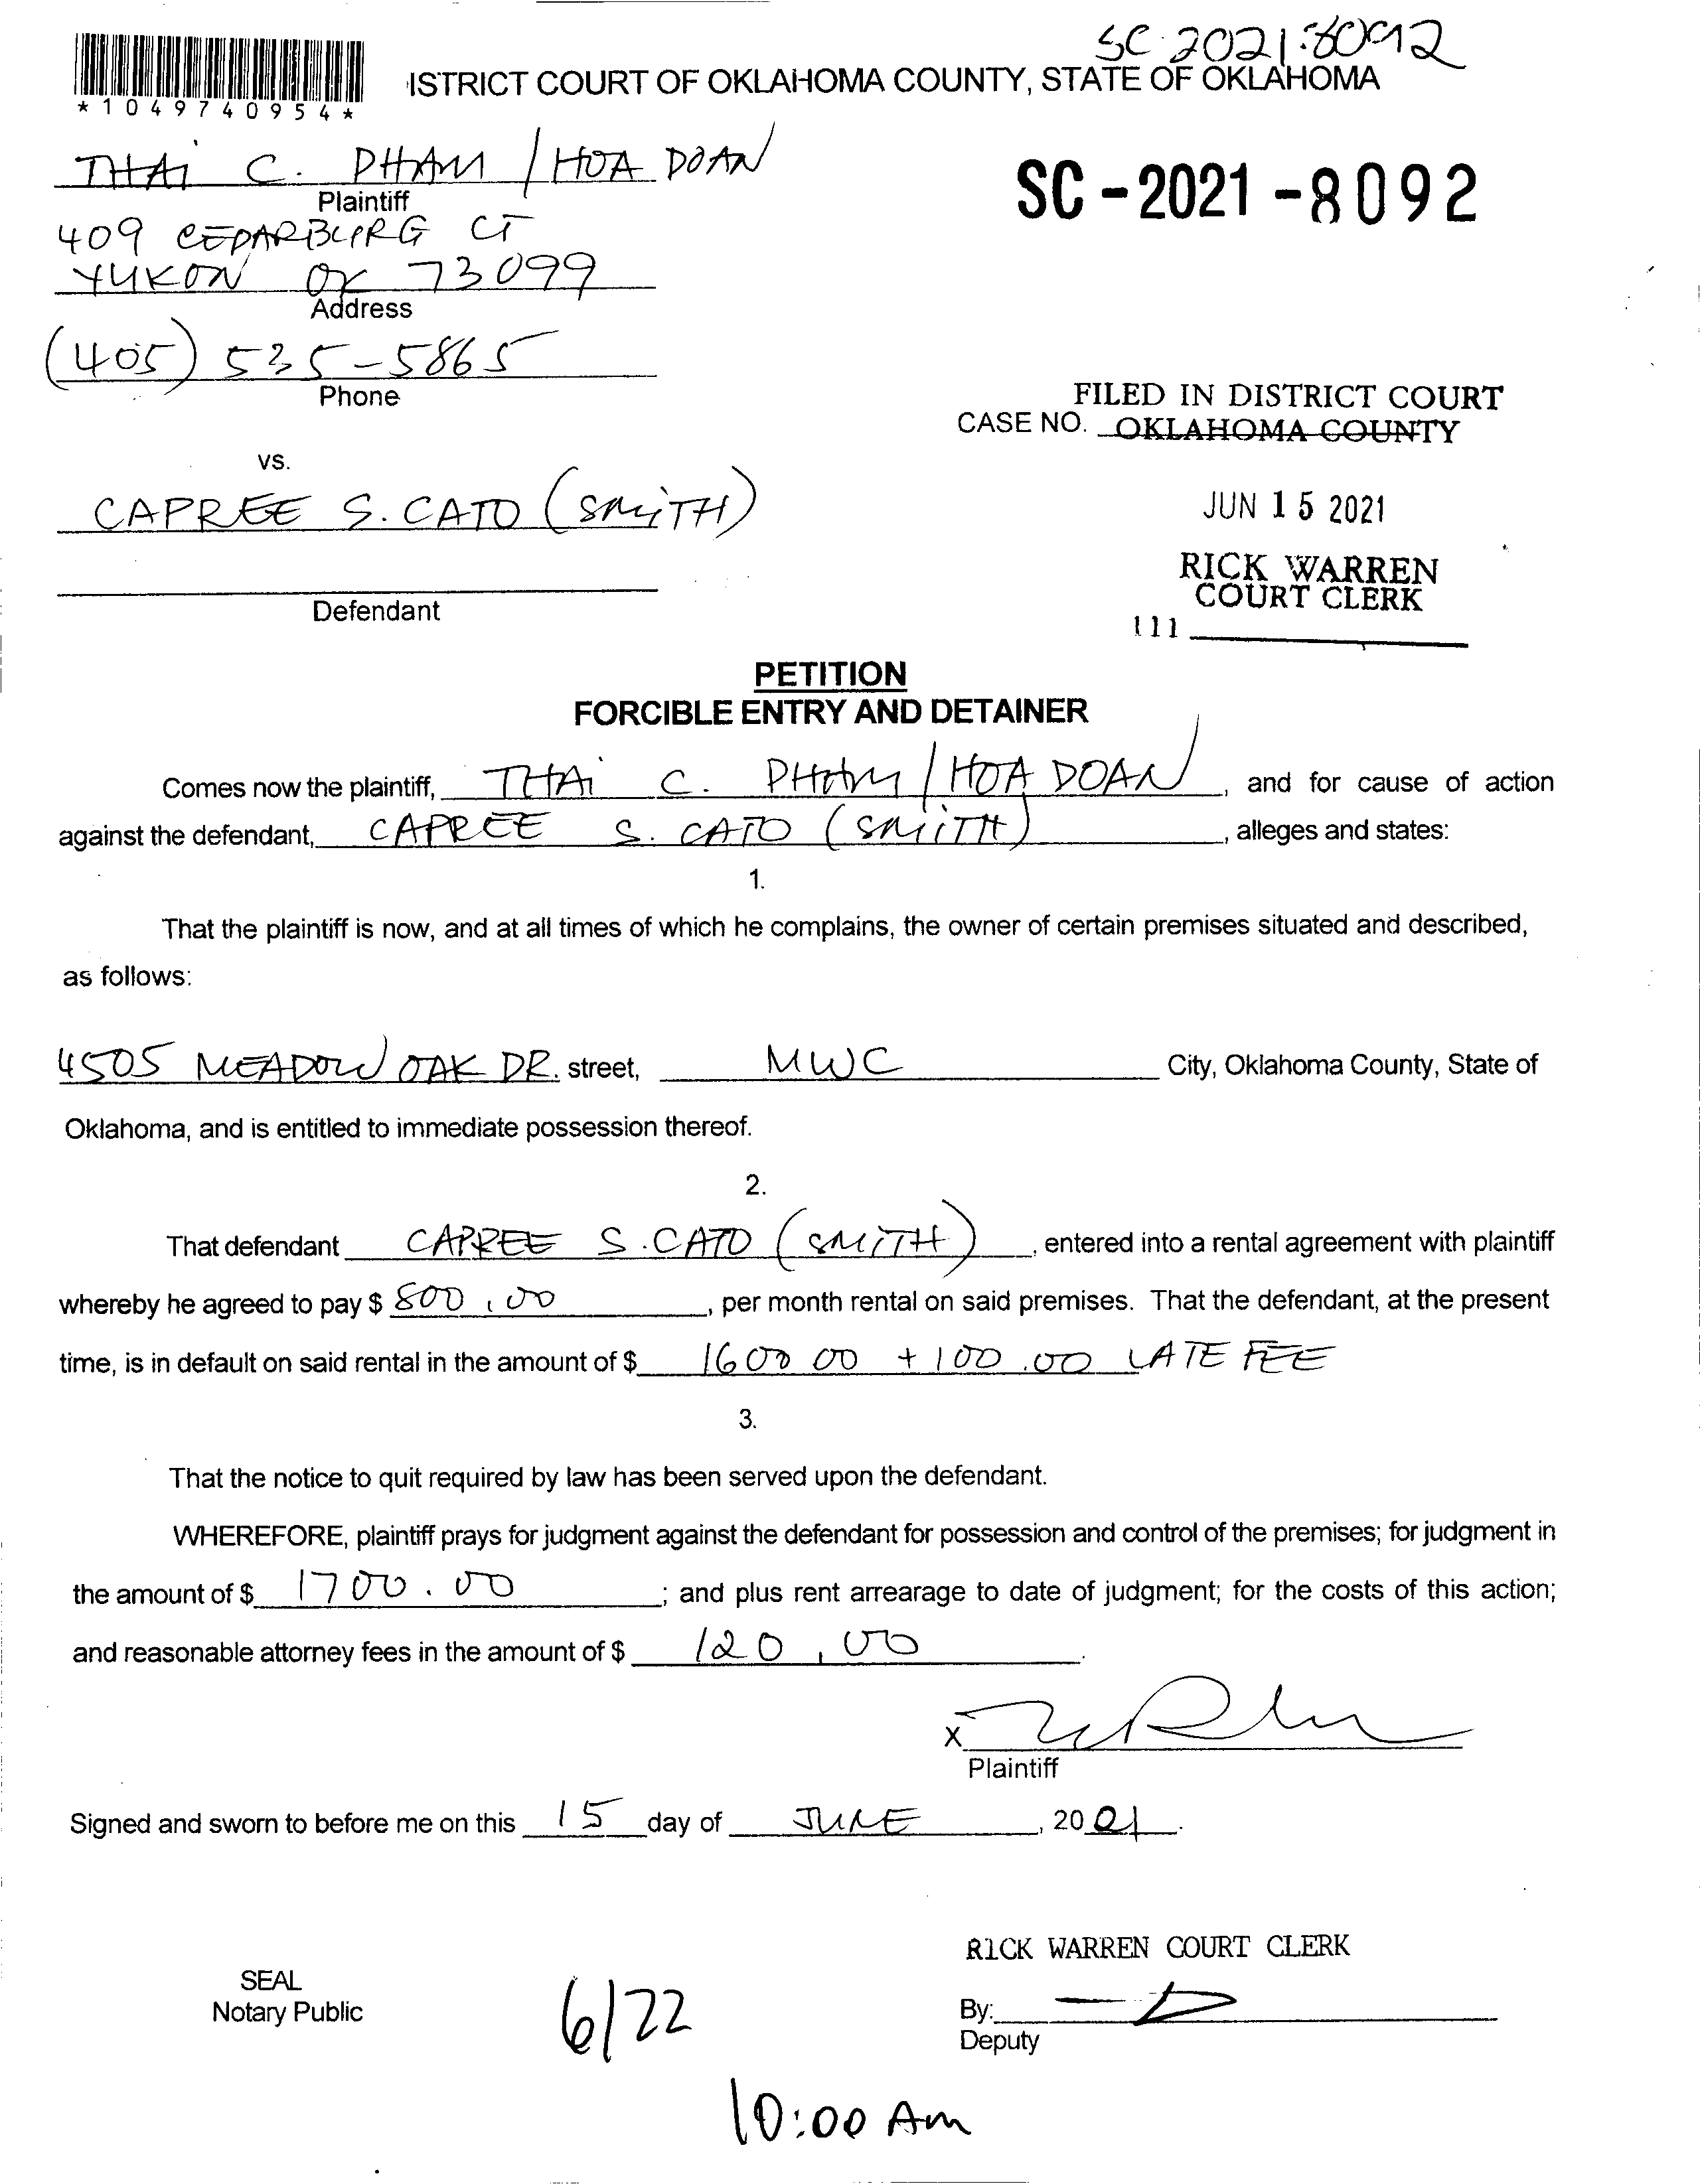 SC 2021-8092
*1049740954*
ISTRICT COURT OF OKLAHOMA COUNTY, STATE OF OKLAHOMA
THAi C. PHAM / HOA DOAN
Plaintiff
SC-2021-8092
409 CEDARBURG CT
YUKON OK 73099
Address
(405) 535-5865
Phone
FILED IN DISTRICT COURT
CASE NO. OKLAHOMA COUNTY
vs.
CAPREE S. CATO (SMiTH)
JUN 15 2021
RICK WARREN
COURT CLERK
Defendant
111
PETITION
FORCIBLE ENTRY AND DETAINER
Comes now the plaintiff, THAi C. PHAM / HOA DOAN, and for cause of action
against the defendant, CAPREE S. CATO (SMiTH), alleges and states:
1.
That the plaintiff is now, and at all times of which he complains, the owner of certain premises situated and described,
as follows:
4505 MEADOW OAK DR. street, MWC City, Oklahoma County, State of
Oklahoma, and is entitled to immediate possession thereof.
2.
That defendant CAPREE S. CATO (SMiTH), entered into a rental agreement with plaintiff
whereby he agreed to pay $ 800.00, per month rental on said premises. That the defendant, at the present
time, is in default on said rental in the amount of $ 1600 00 + 100.00 LATE FEE
3.
That the notice to quit required by law has been served upon the defendant.
WHEREFORE, plaintiff prays for judgment against the defendant for possession and control of the premises; for judgment in
the amount of $ 1700.00; and plus rent arrearage to date of judgment; for the costs of this action;
and reasonable attorney fees in the amount of $ 120.00.
X
Plaintiff
Signed and sworn to before me on this 15 day of JUNE, 2021.
RICK WARREN COURT CLERK
SEAL
Notary Public
6/22
By:
Deputy
10:00 Am